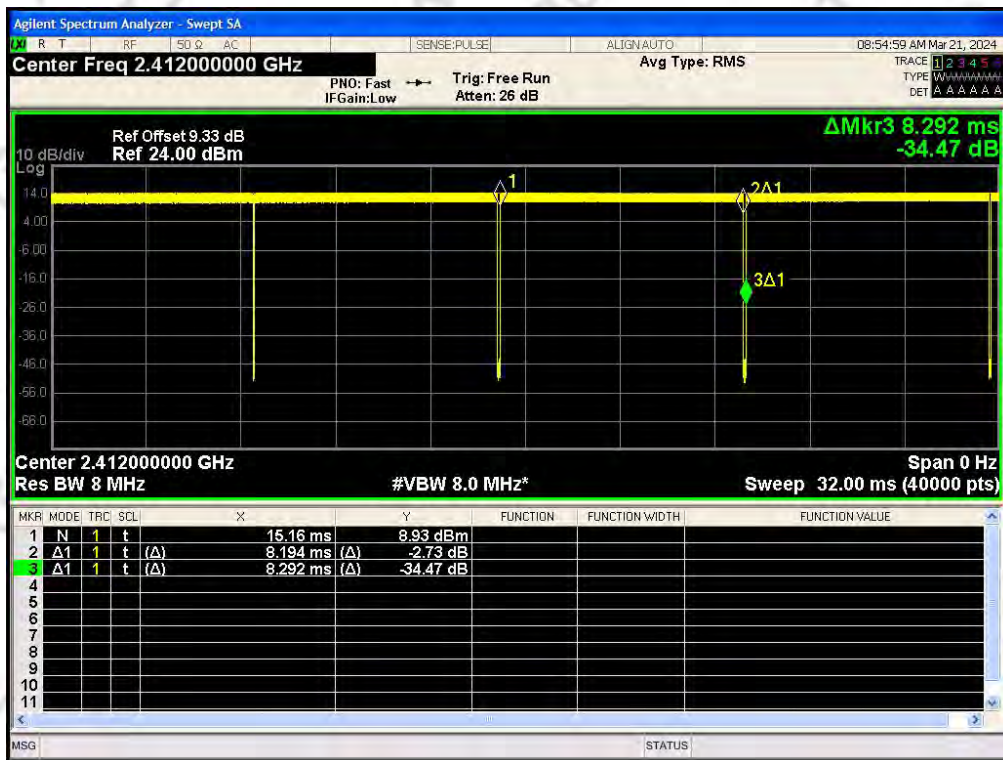 Agilent Spectrum Analyzer - Swept SA
LXI R T RF 50 Ω AC SENSE:PULSE ALIGN AUTO 08:54:59 AM Mar 21, 2024
Center Freq 2.412000000 GHz Avg Type: RMS TRACE 1 2 3 4 5 6
PNO: Fast Trig: Free Run TYPE WWWWWW
IFGain:Low Atten: 26 dB DET A A A A A A
ΔMkr3 8.292 ms
-34.47 dB
Ref Offset 9.33 dB
10 dB/div Ref 24.00 dBm
Log
14.0
4.00
-6.00
-16.0
-26.0
-36.0
-46.0
-56.0
-66.0
1
2Δ1
3Δ1
Center 2.412000000 GHz Span 0 Hz
Res BW 8 MHz #VBW 8.0 MHz* Sweep 32.00 ms (40000 pts)
MKR MODE TRC SCL X Y FUNCTION FUNCTION WIDTH FUNCTION VALUE
1 N 1 t 15.16 ms 8.93 dBm
2 Δ1 1 t (Δ) 8.194 ms (Δ) -2.73 dB
3 Δ1 1 t (Δ) 8.292 ms (Δ) -34.47 dB
4
5
6
7
8
9
10
11
MSG STATUS